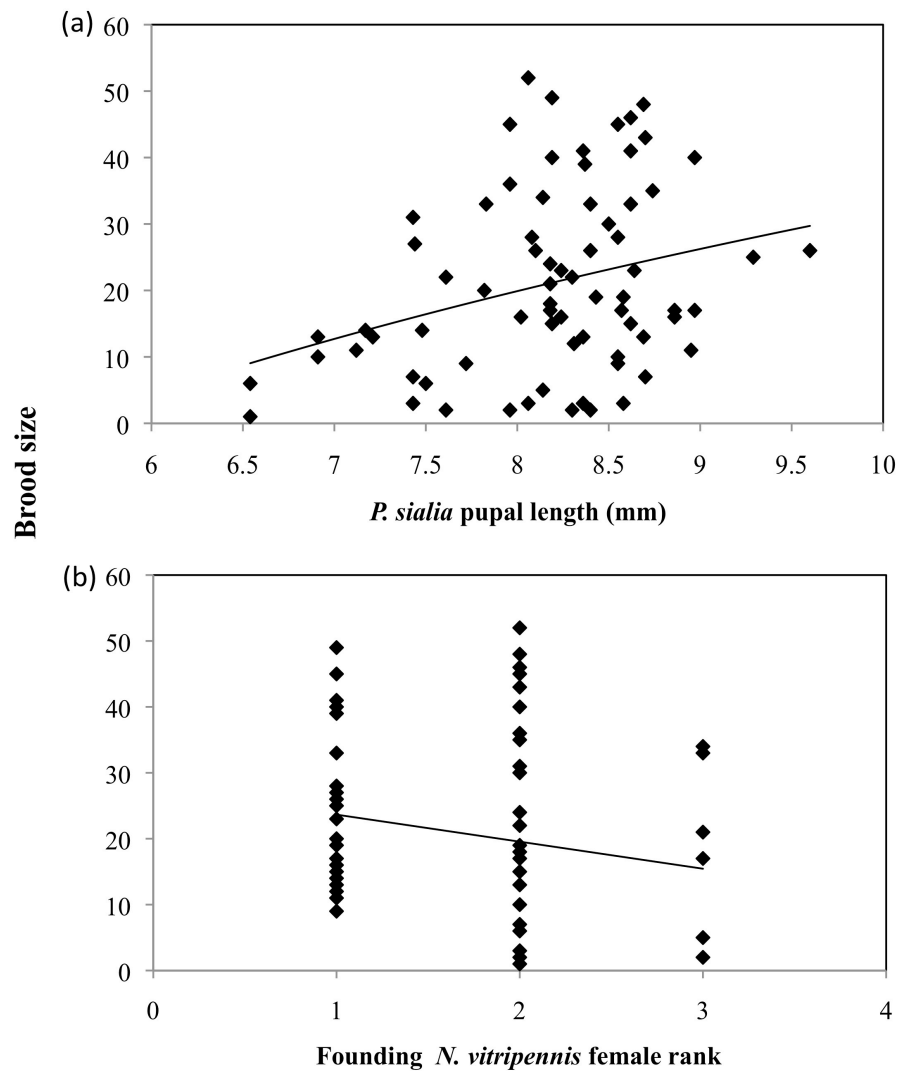 (a)
60
50
40
30
20
10
0
6 6.5 7 7.5 8 8.5 9 9.5 10
P. sialia pupal length (mm)
Brood size
(b)
60
50
40
30
20
10
0
0 1 2 3 4
Founding N. vitripennis female rank